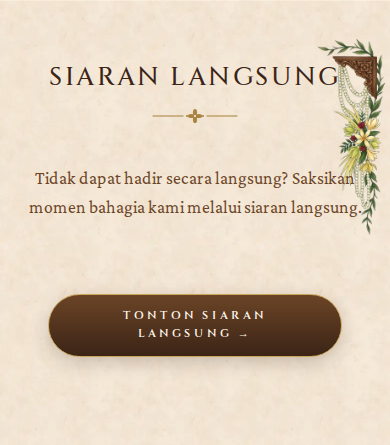 SIARAN LANGSUNG
Tidak dapat hadir secara langsung? Saksikan
momen bahagia kami melalui siaran langsung.
TONTON SIARAN
LANGSUNG →